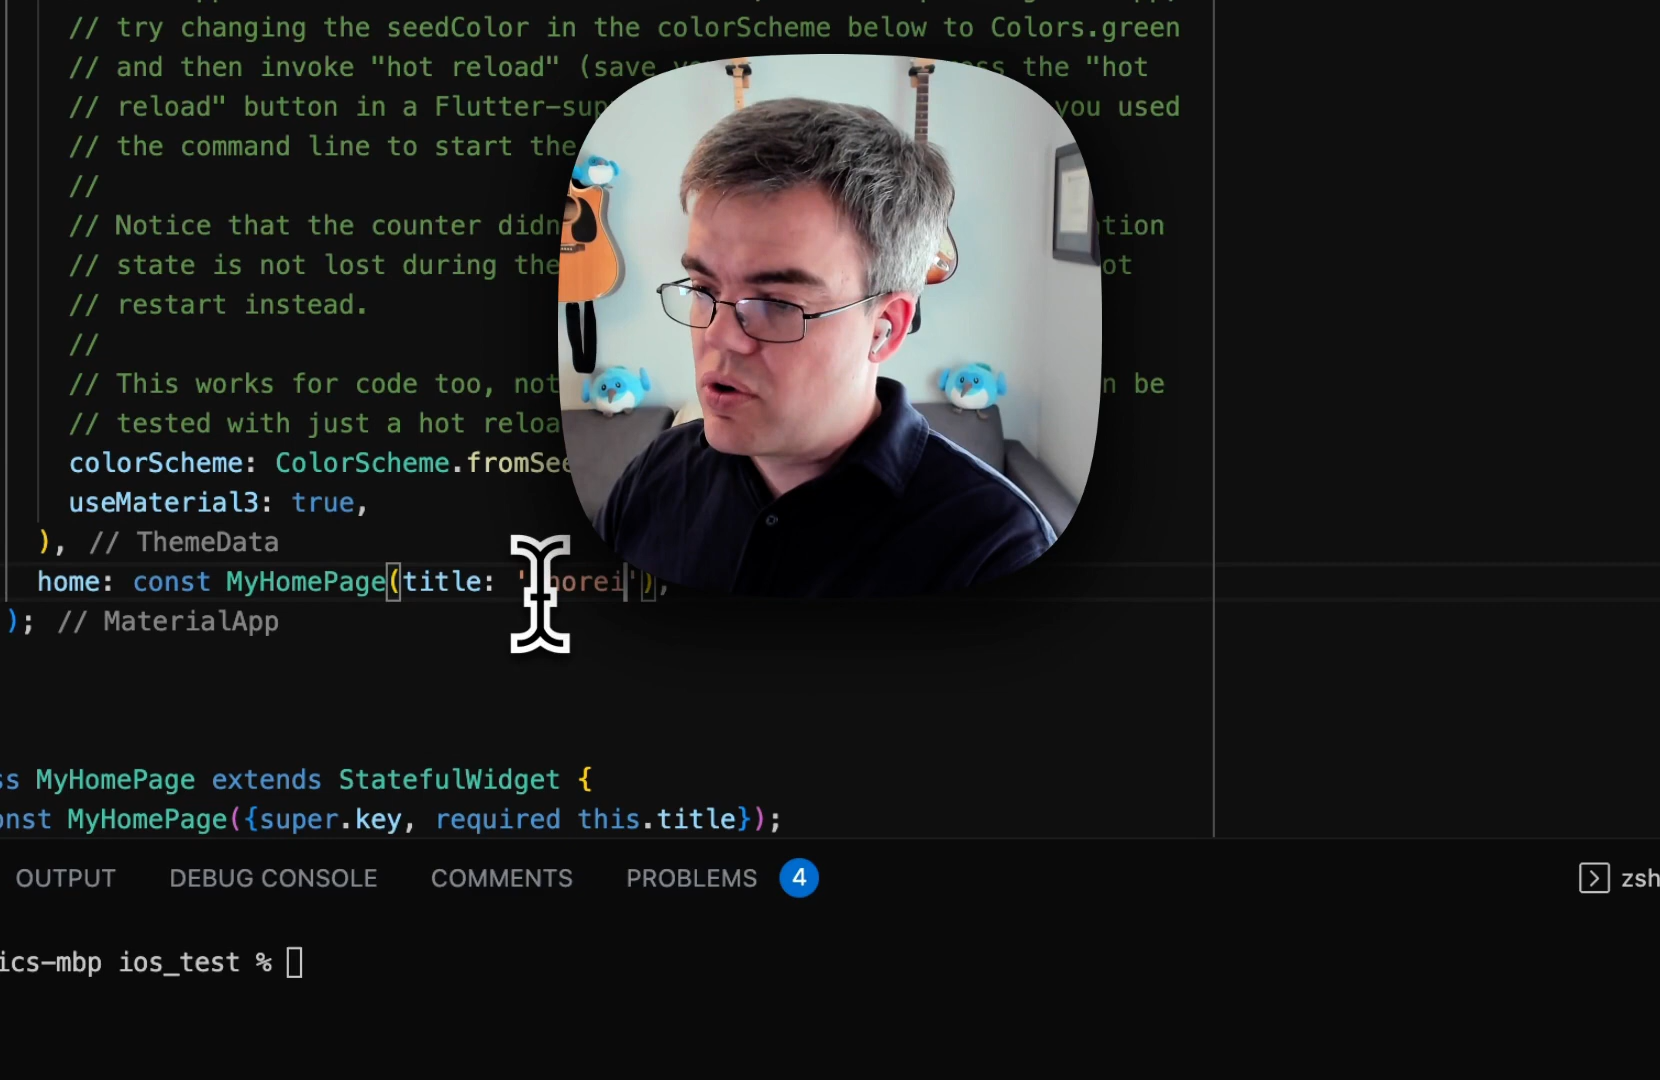 // try changing the seedColor in the colorScheme below to Colors.green
// and then invoke "hot reload" (save the "hot
// reload" button in a Flutter-sup you used
// the command line to start the
//
// Notice that the counter didn tion
// state is not lost during the ot
// restart instead.
//
// This works for code too, not n be
// tested with just a hot reloa
colorScheme: ColorScheme.fromSee
useMaterial3: true,
), // ThemeData
home: const MyHomePage(title: ' orei'),
); // MaterialApp
ss MyHomePage extends StatefulWidget {
onst MyHomePage({super.key, required this.title});
OUTPUT DEBUG CONSOLE COMMENTS PROBLEMS 4 zsh
ics-mbp ios_test %